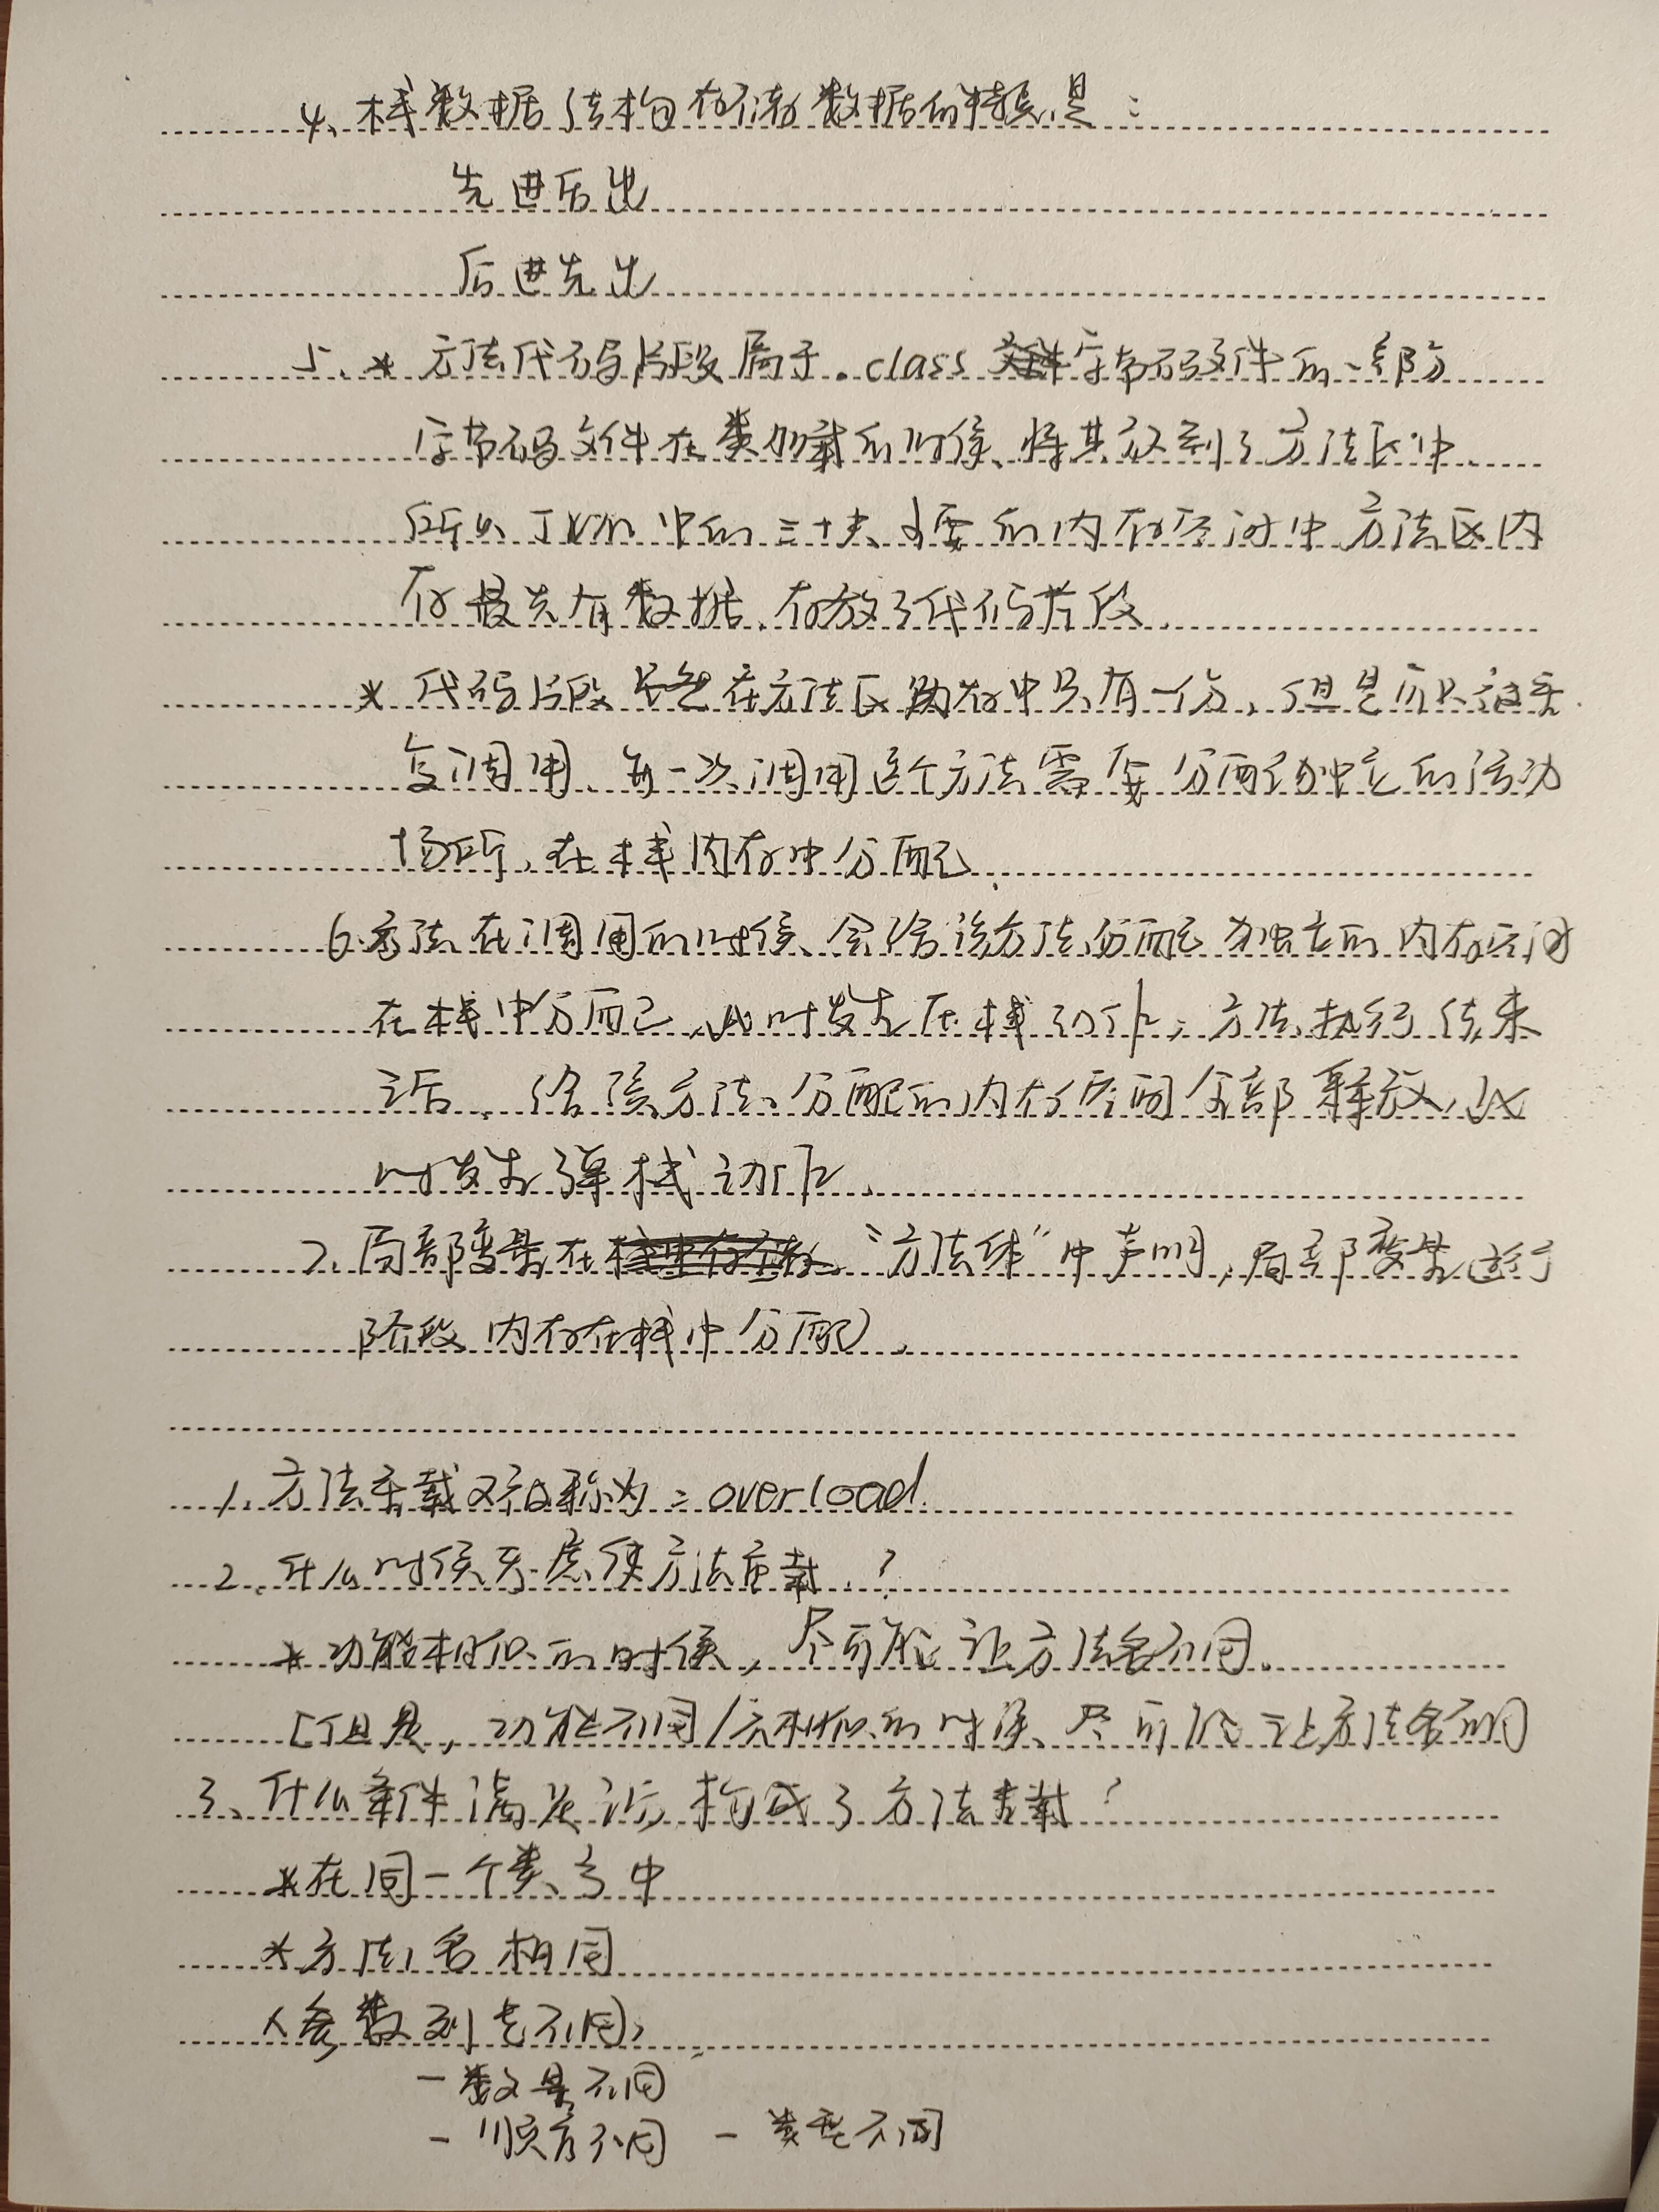 4、栈数据结构存储数据的特点是：
先进后出
后进先出
5、* 方法代码片段属于.class 字节码文件的一部分
字节码文件在类加载的时候、将其放到了方法区中、
所以JVM中的三大主要的内存空间中方法区内
存最先有数据、存放了代码片段
* 代码片段虽然在方法区内存中只有一份、但是可以被重
复调用、每一次调用这个方法需要分配独立的活动
场所、在栈内存中分配、
6、方法在调用的时候、会给该方法分配独立的内存空间
在栈中分配、此时发生压栈动作、方法执行结束
之后、给该方法分配的内存空间全部释放、此
时发生弹栈动作、
7、局部变量在“方法体”中声明，局部变量运行
阶段内存在栈中分配、
1、方法重载又被称为：overload
2、什么时候考虑使方法重载？
* 功能相似的时候，尽可能让方法名不同、
[但是，功能不同/不相似的时候、尽可能让方法名不同
3、什么条件满足之后构成了方法重载？
*在同一个类当中
*方法名相同
*参数列表不同：
-数量不同
-顺序不同 -类型不同